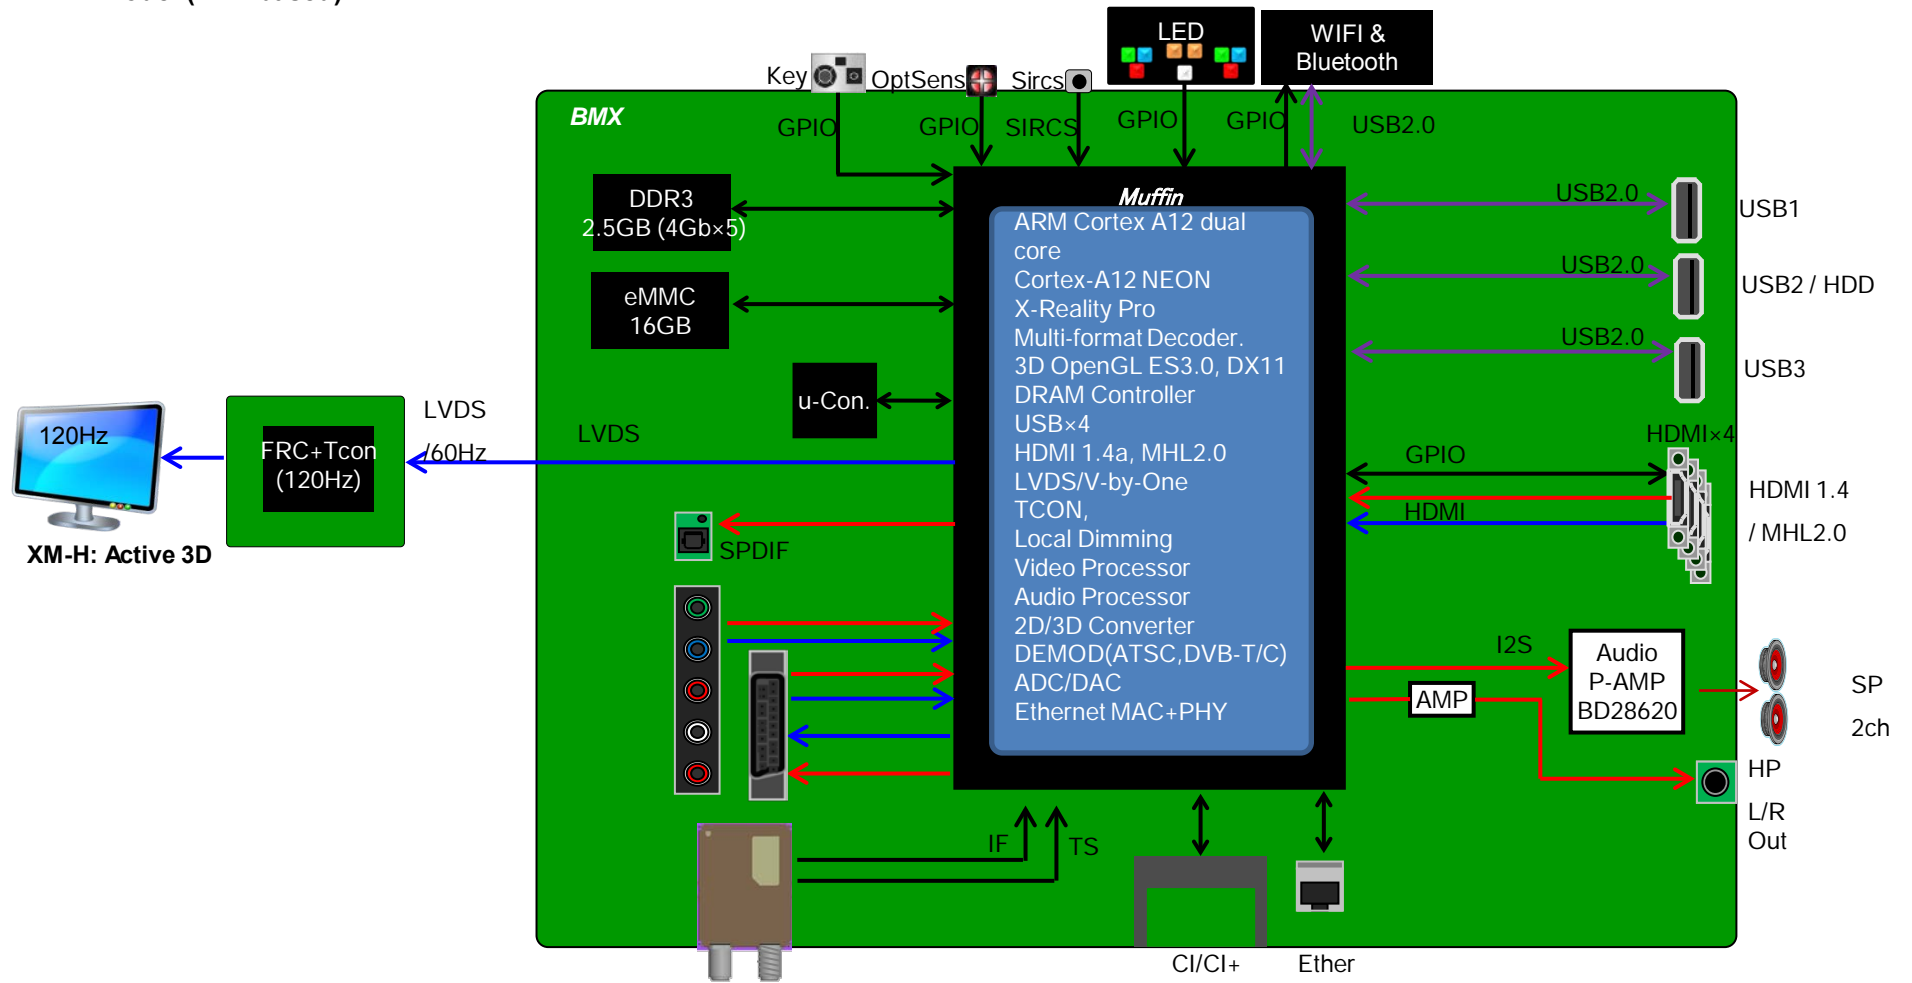 LED
WIFI &
Bluetooth
Key
OptSens
Sircs
BMX
GPIO
GPIO
SIRCS
GPIO
GPIO
USB2.0
DDR3
2.5GB (4Gb×5)
eMMC
16GB
u-Con.
Muffin
ARM Cortex A12 dual
core
Cortex-A12 NEON
X-Reality Pro
Multi-format Decoder.
3D OpenGL ES3.0, DX11
DRAM Controller
USB×4
HDMI 1.4a, MHL2.0
LVDS/V-by-One
TCON,
Local Dimming
Video Processor
Audio Processor
2D/3D Converter
DEMOD(ATSC,DVB-T/C)
ADC/DAC
Ethernet MAC+PHY
USB2.0
USB1
USB2.0
USB2 / HDD
USB2.0
USB3
HDMI×4
GPIO
HDMI
HDMI 1.4
/ MHL2.0
120Hz
XM-H: Active 3D
FRC+Tcon
(120Hz)
LVDS
/60Hz
LVDS
SPDIF
I2S
Audio
P-AMP
BD28620
AMP
SP
2ch
HP
L/R
Out
IF
TS
CI/CI+
Ether